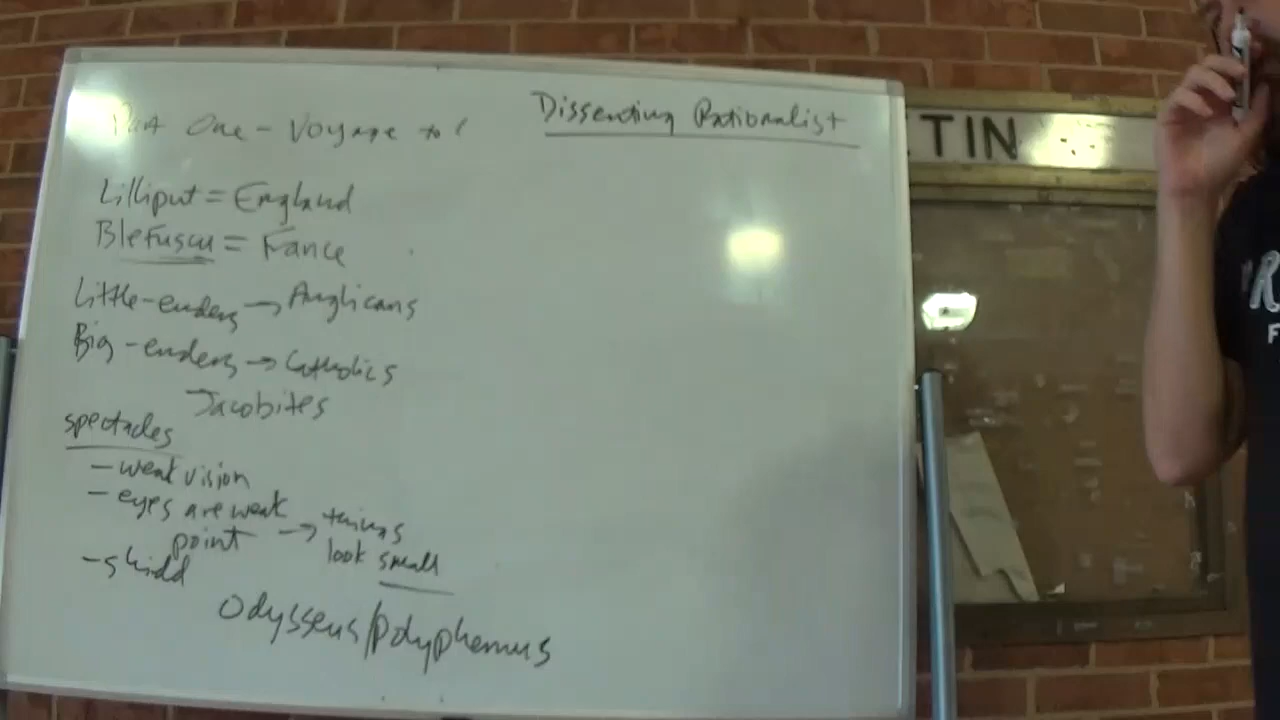 Part One - Voyage to L
Dissenting Rationalist
Lilliput = England
Blefuscu = France
Little-enders → Anglicans
Big-enders → Catholics
Jacobites
spectacles
- weak vision
- eyes are weak point → things look small
- shield
Odysseus/Polyphemus
TIN
R
F